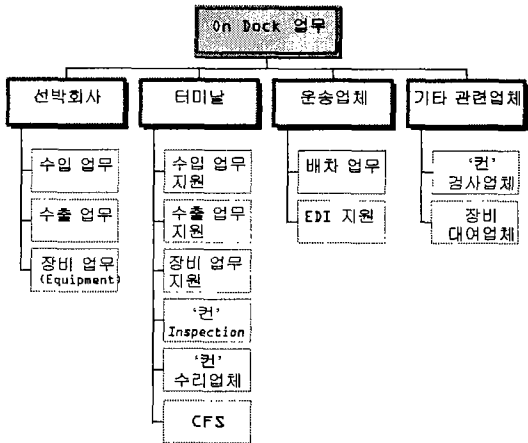 On Dock 업무
선박회사
터미날
운송업체
기타 관련업체
수입 업무
수출 업무
장비 업무
(Equipment)
수입 업무
지원
수출 업무
지원
장비 업무
지원
'컨'
Inspection
'컨'
수리업체
CFS
배차 업무
EDI 지원
'컨'
검사업체
장비
대여업체